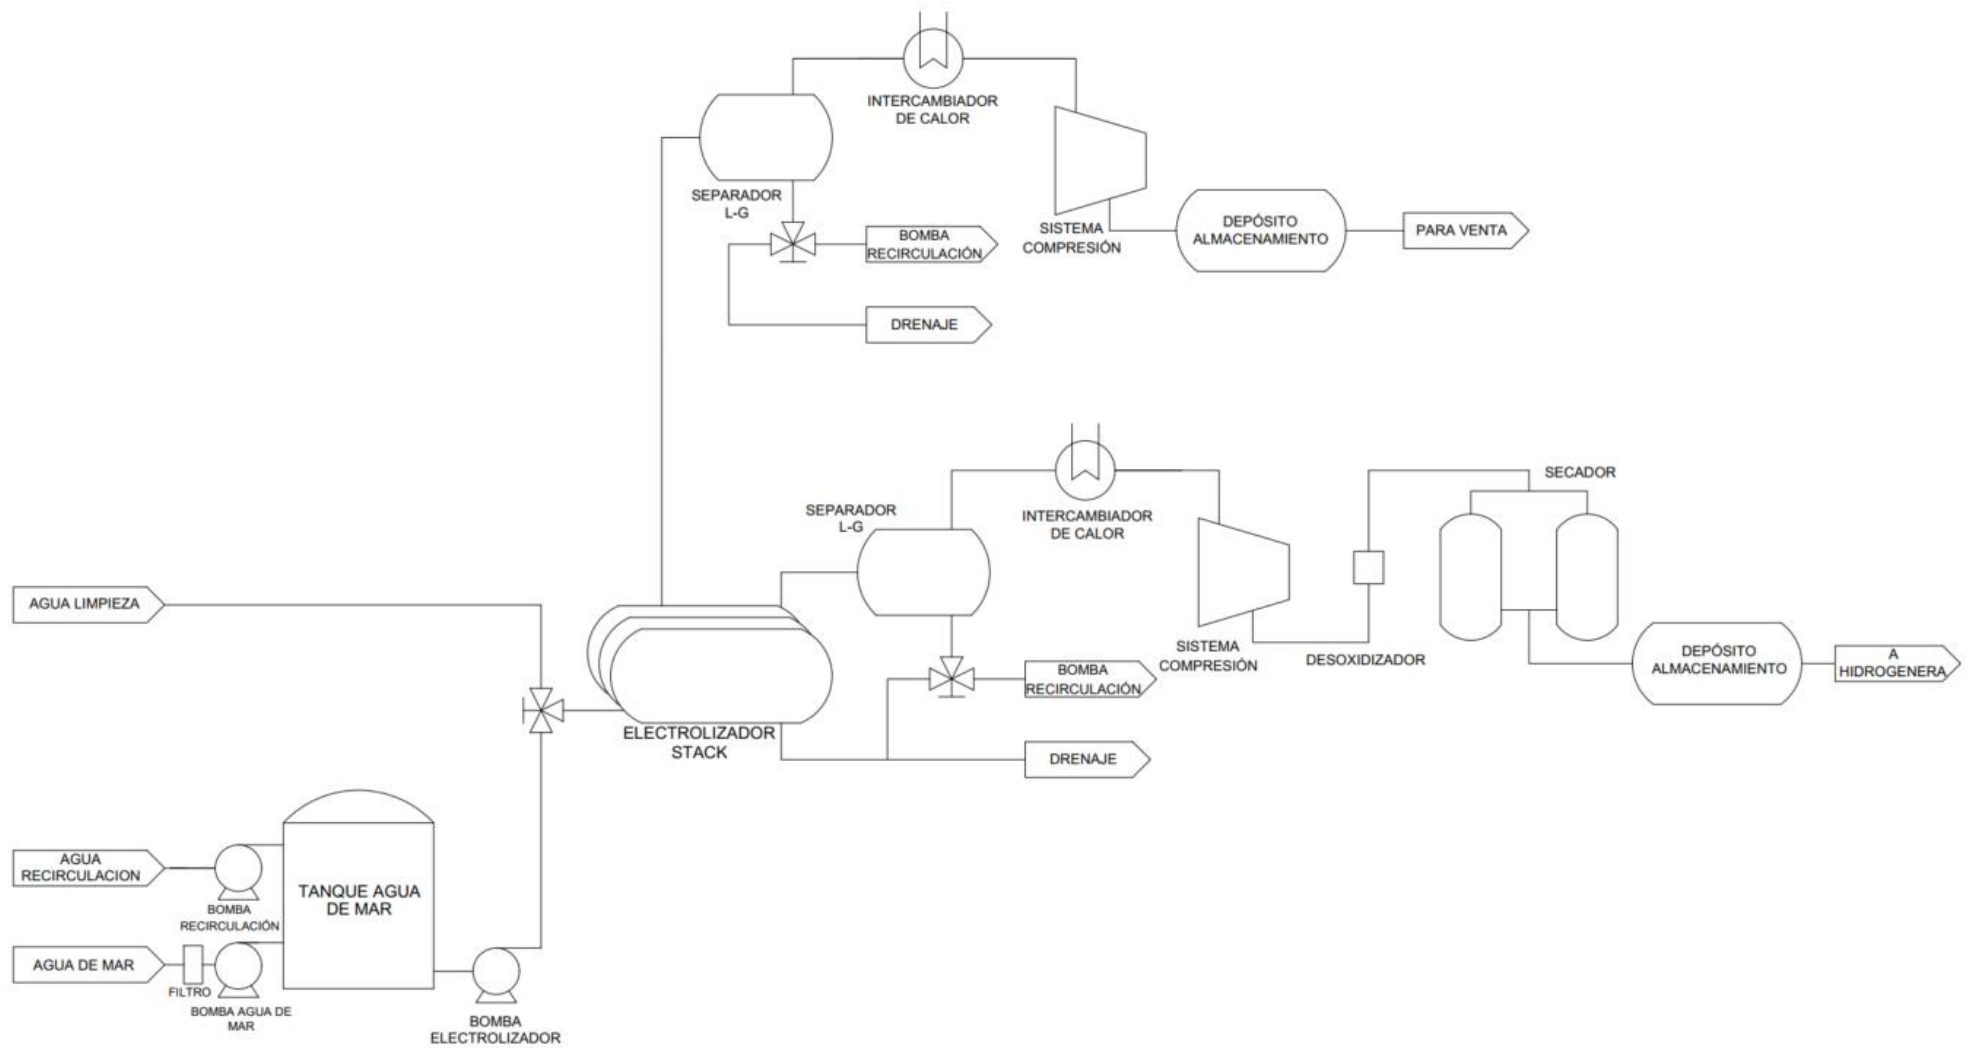 INTERCAMBIADOR
DE CALOR
SEPARADOR
L-G
BOMBA
RECIRCULACIÓN
DRENAJE
SISTEMA
COMPRESIÓN
DEPÓSITO
ALMACENAMIENTO
PARA VENTA
SECADOR
SEPARADOR
L-G
INTERCAMBIADOR
DE CALOR
AGUA LIMPIEZA
ELECTROLIZADOR
STACK
BOMBA
RECIRCULACIÓN
DRENAJE
SISTEMA
COMPRESIÓN
DESOXIDIZADOR
DEPÓSITO
ALMACENAMIENTO
A
HIDROGENERA
AGUA
RECIRCULACION
BOMBA
RECIRCULACIÓN
TANQUE AGUA
DE MAR
AGUA DE MAR
FILTRO
BOMBA AGUA DE
MAR
BOMBA
ELECTROLIZADOR